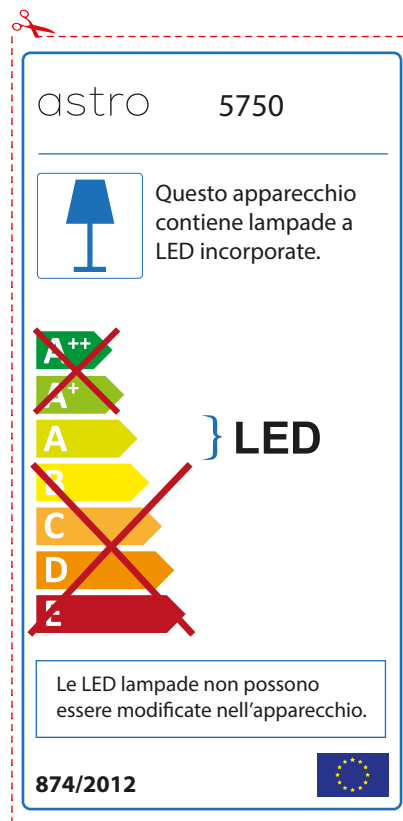 astro 5750
Questo apparecchio
contiene lampade a
LED incorporate.
A++
A+
A
} LED
B
C
D
E
Le LED lampade non possono
essere modificate nell'apparecchio.
874/2012